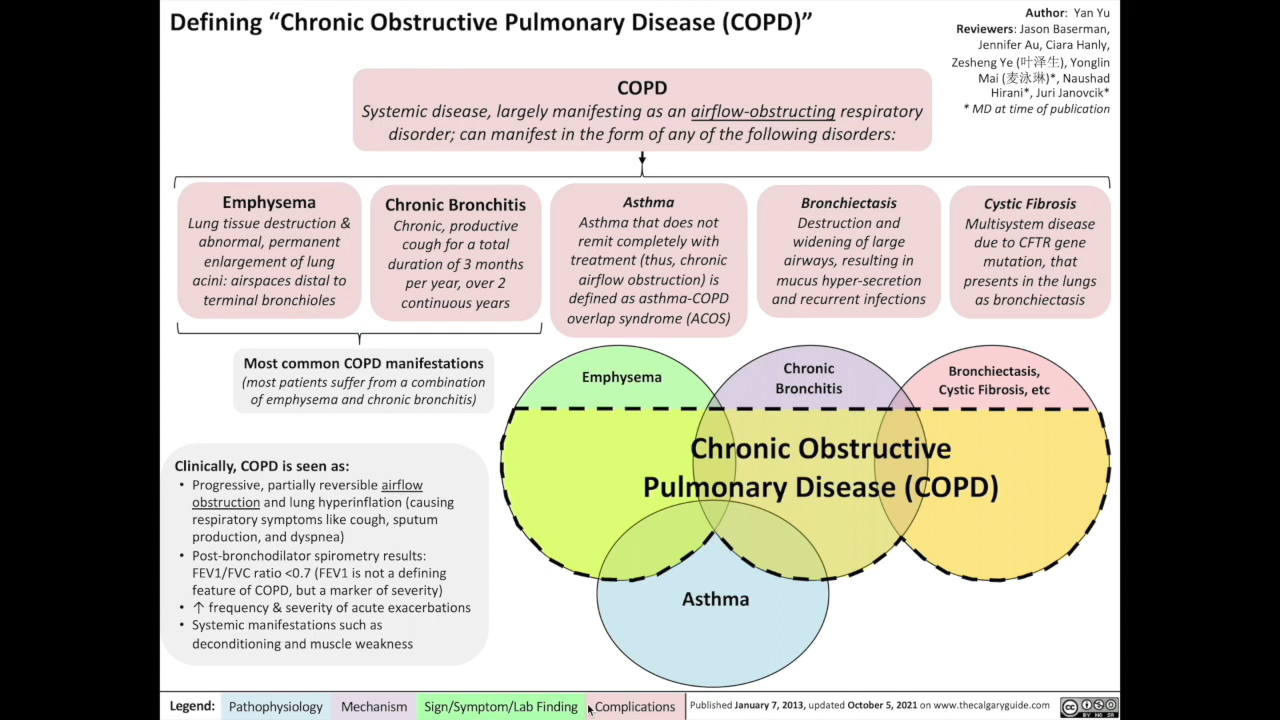 Defining “Chronic Obstructive Pulmonary Disease (COPD)”
Author: Yan Yu
Reviewers: Jason Baserman,
Jennifer Au, Ciara Hanly,
Zesheng Ye (叶泽生), Yonglin
Mai (麦泳琳)*, Naushad
Hirani*, Juri Janovcik*
* MD at time of publication
COPD
Systemic disease, largely manifesting as an airflow-obstructing respiratory
disorder; can manifest in the form of any of the following disorders:
Emphysema
Lung tissue destruction &
abnormal, permanent
enlargement of lung
acini: airspaces distal to
terminal bronchioles
Chronic Bronchitis
Chronic, productive
cough for a total
duration of 3 months
per year, over 2
continuous years
Asthma
Asthma that does not
remit completely with
treatment (thus, chronic
airflow obstruction) is
defined as asthma-COPD
overlap syndrome (ACOS)
Bronchiectasis
Destruction and
widening of large
airways, resulting in
mucus hyper-secretion
and recurrent infections
Cystic Fibrosis
Multisystem disease
due to CFTR gene
mutation, that
presents in the lungs
as bronchiectasis
Most common COPD manifestations
(most patients suffer from a combination
of emphysema and chronic bronchitis)
Emphysema
Chronic
Bronchitis
Bronchiectasis,
Cystic Fibrosis, etc
Chronic Obstructive
Pulmonary Disease (COPD)
Asthma
Clinically, COPD is seen as:
• Progressive, partially reversible airflow
obstruction and lung hyperinflation (causing
respiratory symptoms like cough, sputum
production, and dyspnea)
• Post-bronchodilator spirometry results:
FEV1/FVC ratio <0.7 (FEV1 is not a defining
feature of COPD, but a marker of severity)
• ↑ frequency & severity of acute exacerbations
• Systemic manifestations such as
deconditioning and muscle weakness
Legend: Pathophysiology Mechanism Sign/Symptom/Lab Finding Complications
Published January 7, 2013, updated October 5, 2021 on www.thecalgaryguide.com
cc BY NC SA